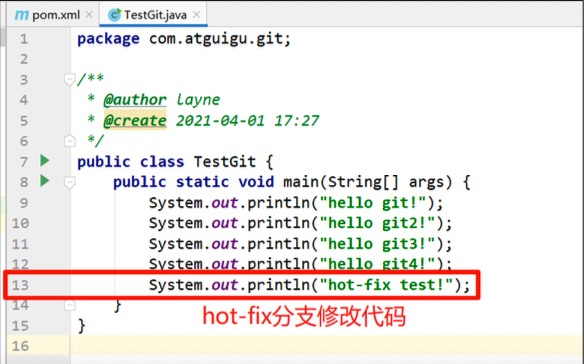 pom.xml × TestGit.java ×
1 package com.atguigu.git;
2
3 /**
4 * @author layne
5 * @create 2021-04-01 17:27
6 */
7 public class TestGit {
8 public static void main(String[] args) {
9 System.out.println("hello git!");
10 System.out.println("hello git2!");
11 System.out.println("hello git3!");
12 System.out.println("hello git4!");
13 System.out.println("hot-fix test!");
14 }
hot-fix分支修改代码
15 }
16